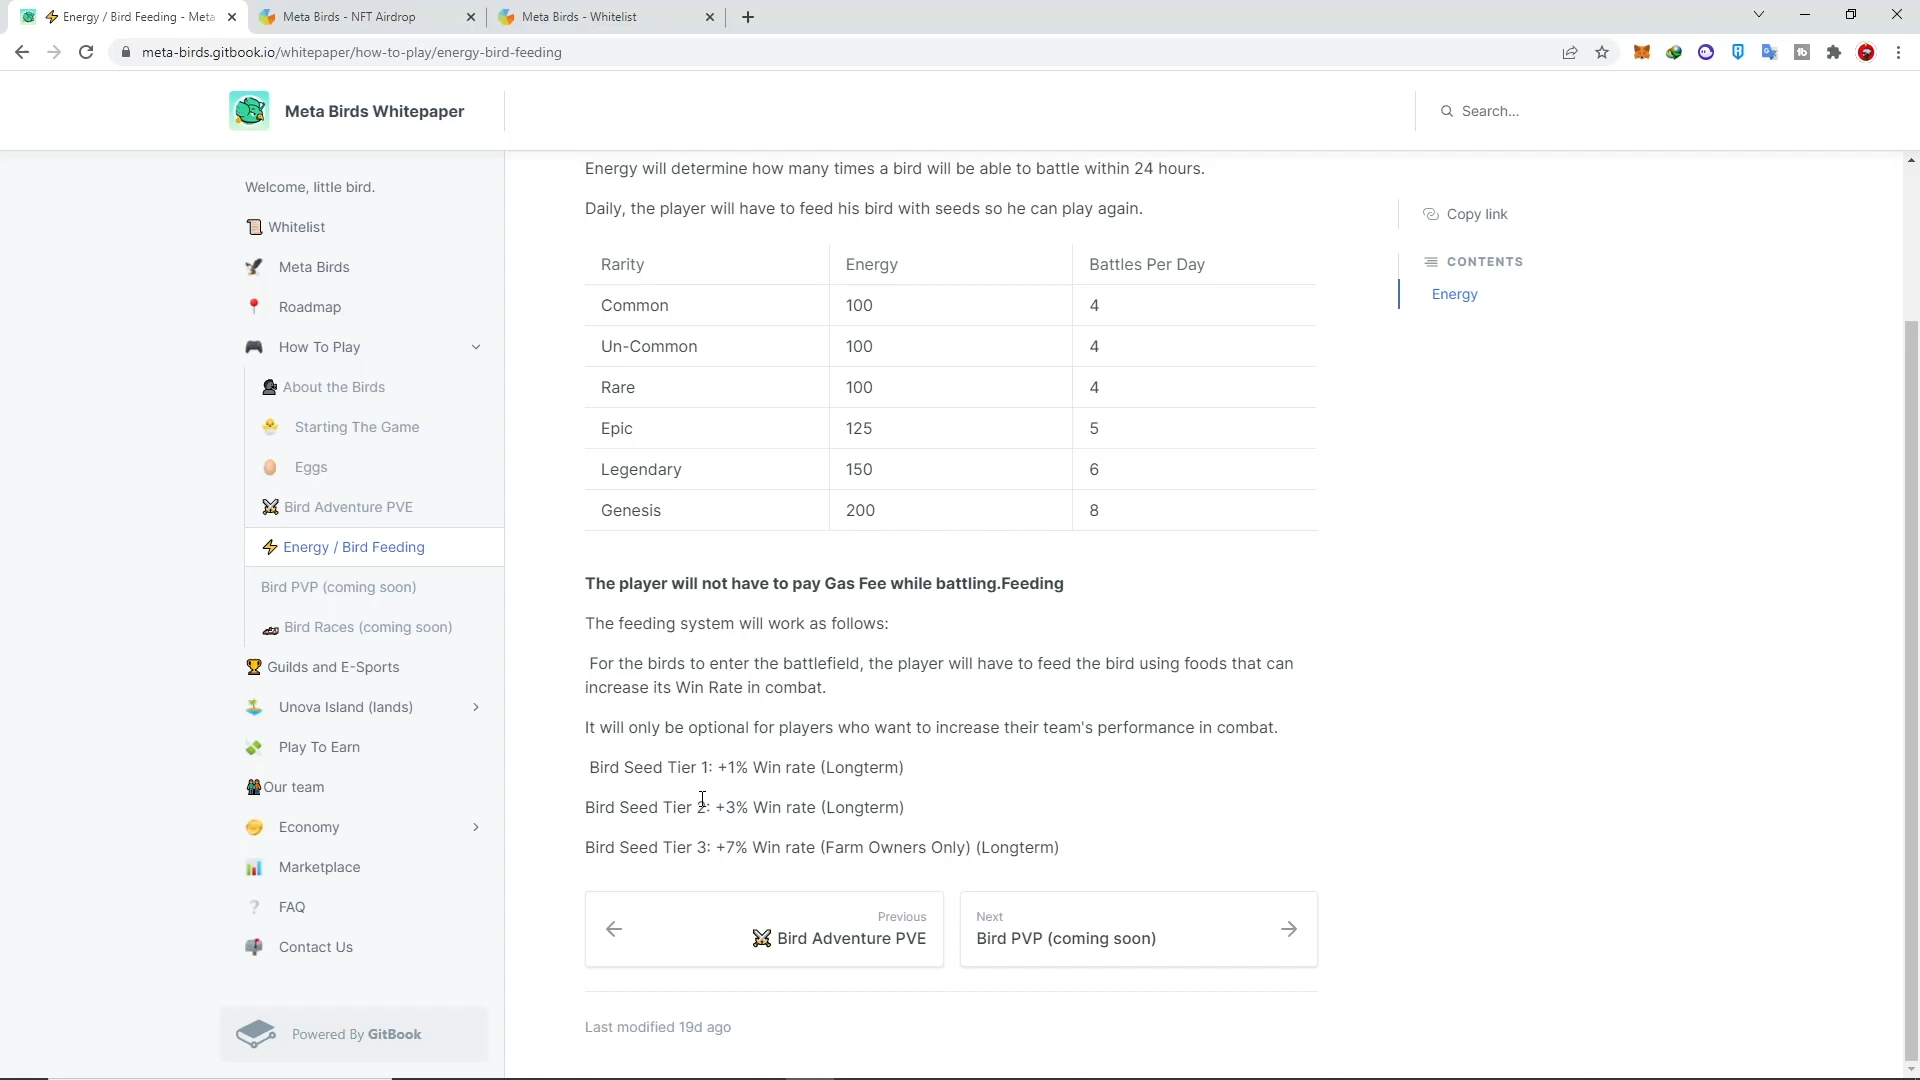 Energy / Bird Feeding - Meta
Meta Birds - NFT Airdrop
Meta Birds - Whitelist
meta-birds.gitbook.io/whitepaper/how-to-play/energy-bird-feeding
Meta Birds Whitepaper
Search...
Welcome, little bird.
Whitelist
Meta Birds
Roadmap
How To Play
About the Birds
Starting The Game
Eggs
Bird Adventure PVE
Energy / Bird Feeding
Bird PVP (coming soon)
Bird Races (coming soon)
Guilds and E-Sports
Unova Island (lands)
Play To Earn
Our team
Economy
Marketplace
FAQ
Contact Us
Powered By GitBook
Energy will determine how many times a bird will be able to battle within 24 hours.
Daily, the player will have to feed his bird with seeds so he can play again.
Rarity Energy Battles Per Day
Common 100 4
Un-Common 100 4
Rare 100 4
Epic 125 5
Legendary 150 6
Genesis 200 8
The player will not have to pay Gas Fee while battling.Feeding
The feeding system will work as follows:
For the birds to enter the battlefield, the player will have to feed the bird using foods that can
increase its Win Rate in combat.
It will only be optional for players who want to increase their team's performance in combat.
Bird Seed Tier 1: +1% Win rate (Longterm)
Bird Seed Tier 2: +3% Win rate (Longterm)
Bird Seed Tier 3: +7% Win rate (Farm Owners Only) (Longterm)
Previous
Bird Adventure PVE
Next
Bird PVP (coming soon)
Last modified 19d ago
Copy link
CONTENTS
Energy